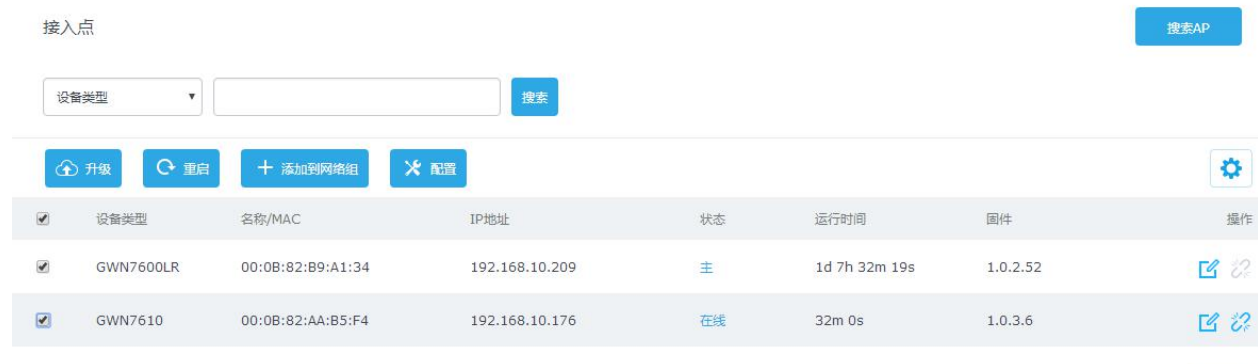 接入点
搜索AP
设备类型 搜索
升级 重启 添加到网络组 配置
设备类型 名称/MAC IP地址 状态 运行时间 固件 操作
GWN7600LR 00:0B:82:B9:A1:34 192.168.10.209 主 1d 7h 32m 19s 1.0.2.52
GWN7610 00:0B:82:AA:B5:F4 192.168.10.176 在线 32m 0s 1.0.3.6